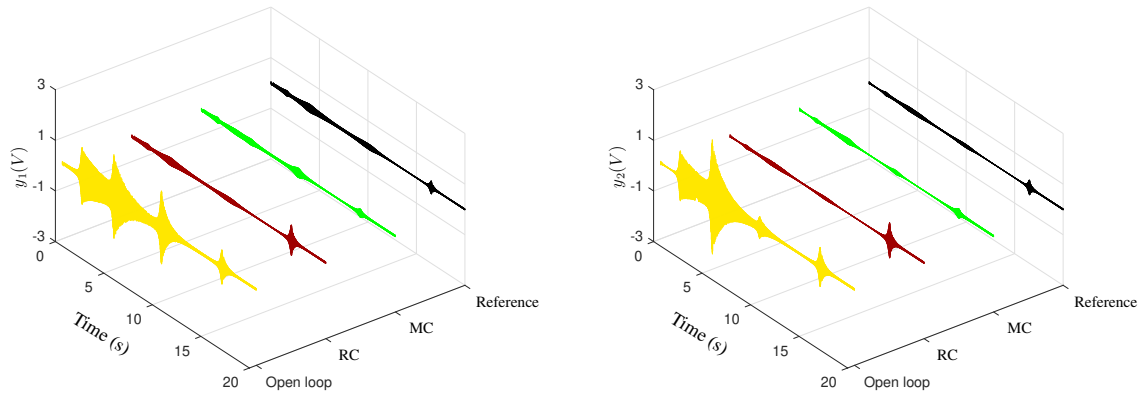 3
1
-1
-3
y₁(V)
0
5
10
15
20
Time (s)
Open loop
RC
MC
Reference
3
1
-1
-3
y₂(V)
0
5
10
15
20
Time (s)
Open loop
RC
MC
Reference